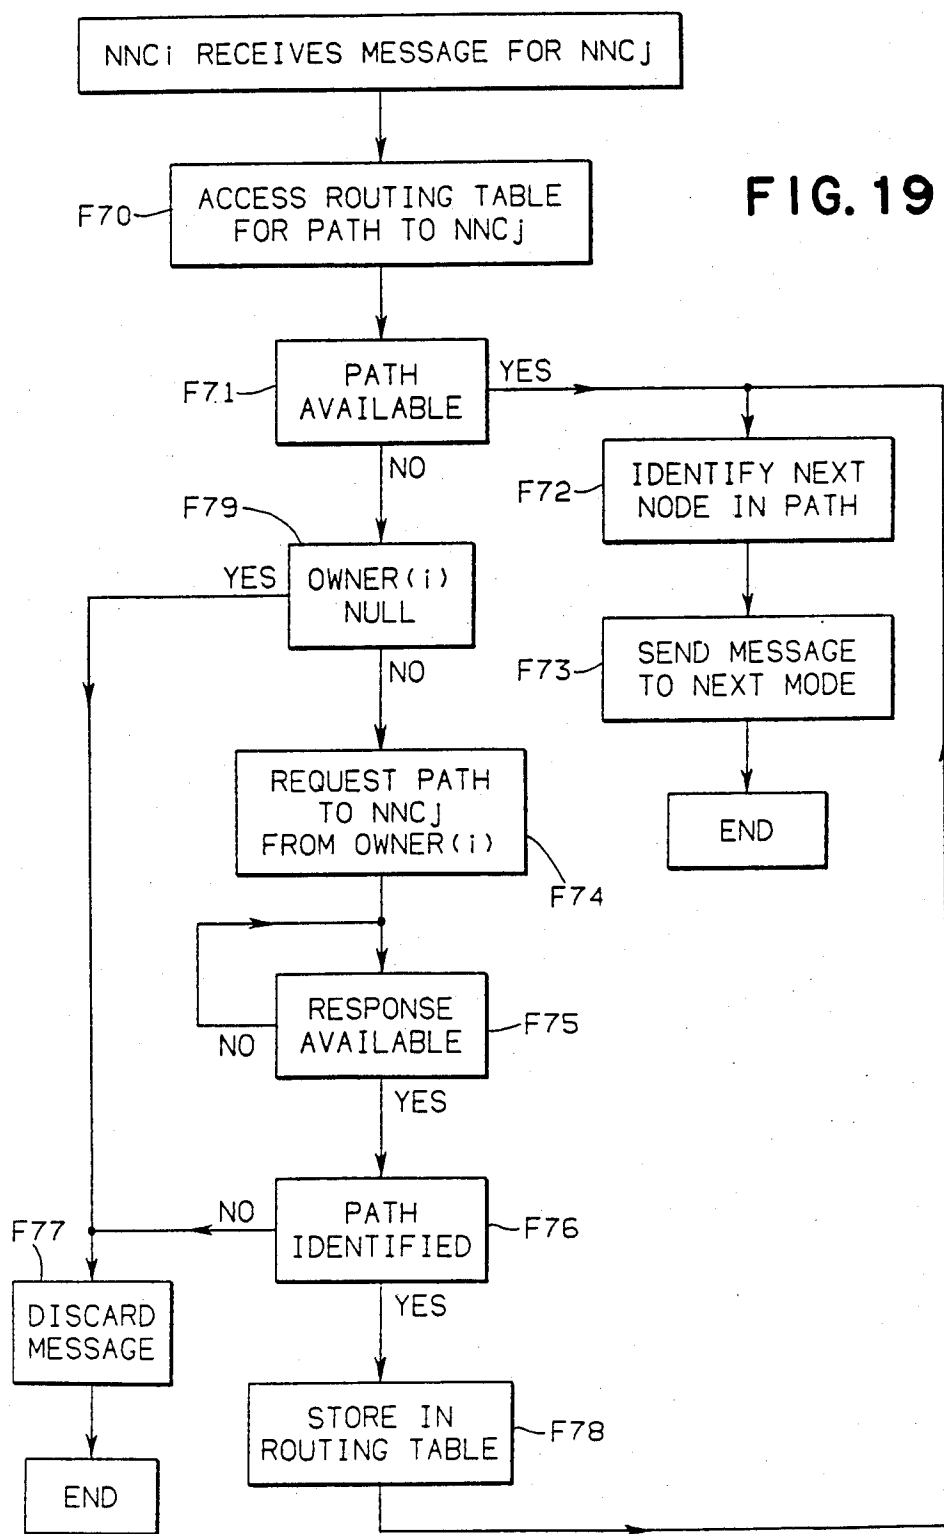 NNCi RECEIVES MESSAGE FOR NNCj
FIG. 19
F70
ACCESS ROUTING TABLE
FOR PATH TO NNCj
F71
PATH
AVAILABLE
YES
NO
F72
IDENTIFY NEXT
NODE IN PATH
F79
YES
OWNER(i)
NULL
NO
F73
SEND MESSAGE
TO NEXT MODE
REQUEST PATH
TO NNCj
FROM OWNER(i)
F74
END
RESPONSE
AVAILABLE
F75
NO
YES
NO
PATH
IDENTIFIED
F76
F77
YES
DISCARD
MESSAGE
STORE IN
ROUTING TABLE
F78
END